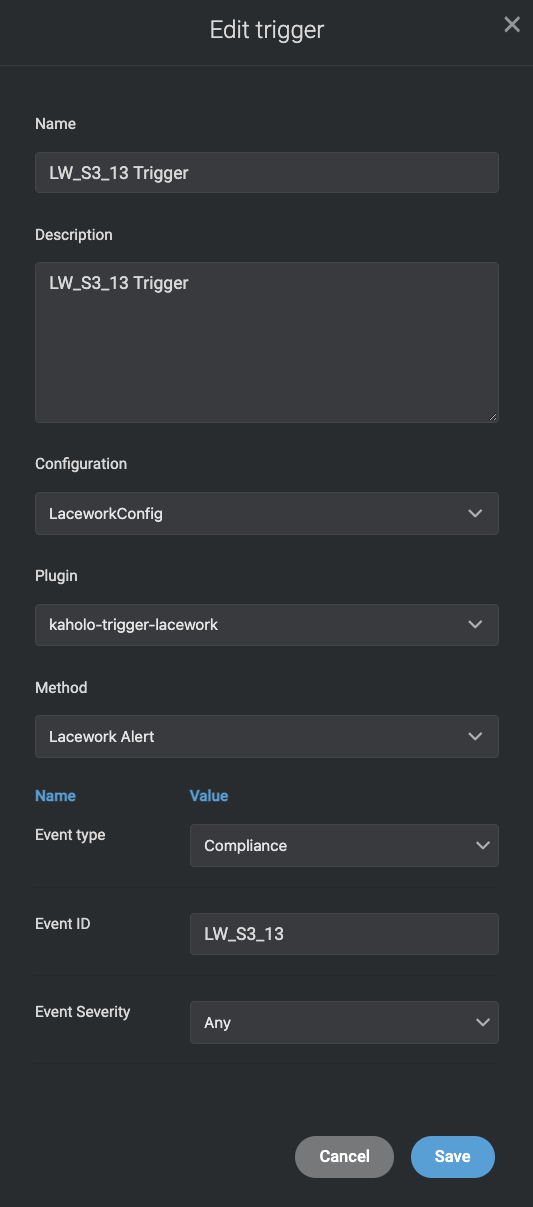 Edit trigger
Name
LW_S3_13 Trigger
Description
LW_S3_13 Trigger
Configuration
LaceworkConfig
Plugin
kaholo-trigger-lacework
Method
Lacework Alert
Name Value
Event type Compliance
Event ID LW_S3_13
Event Severity Any
Cancel Save